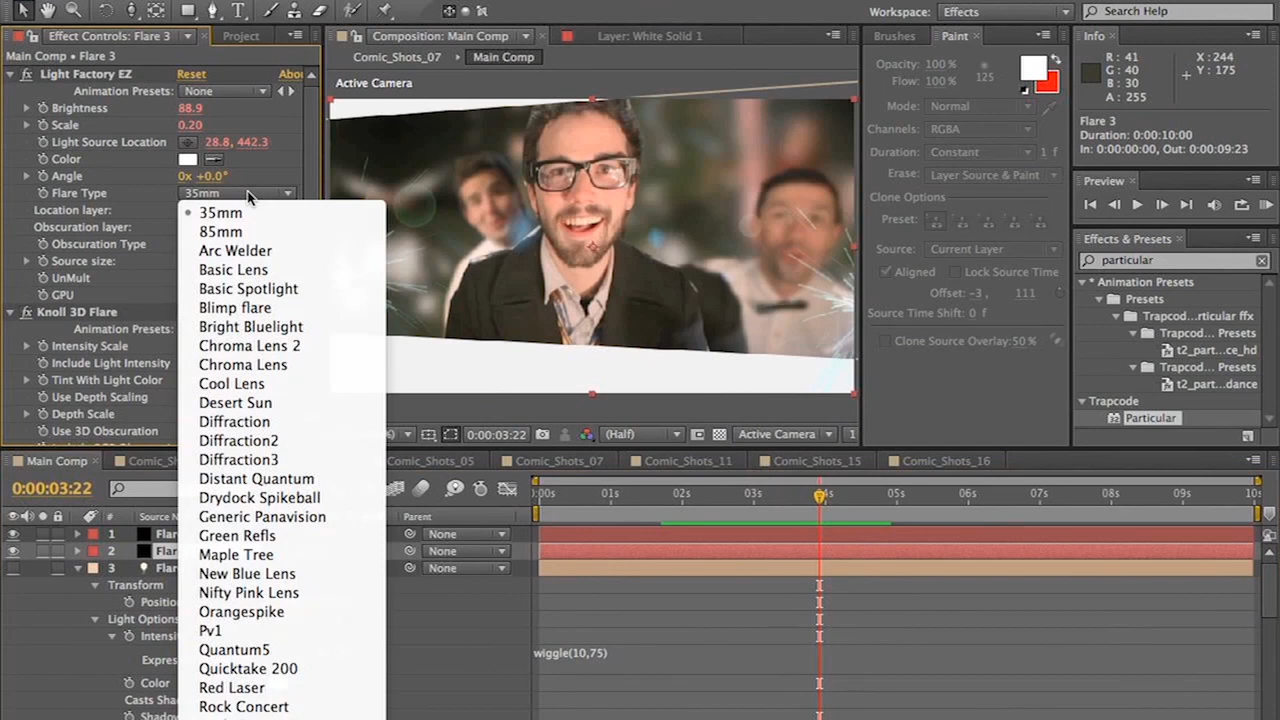 Workspace: Effects
Search Help
Effect Controls: Flare 3
Project
Composition: Main Comp
Layer: White Solid 1
Brushes
Paint
Info
Main Comp • Flare 3
Comic_Shots_07
Main Comp
Light Factory EZ
Reset
Abou
Animation Presets: None
Brightness 88.9
Scale 0.20
Light Source Location 28.8, 442.3
Color
Angle 0x +0.0°
Flare Type 35mm
Location layer:
Obscuration layer:
Obscuration Type
Source size:
UnMult
GPU
Knoll 3D Flare
Animation Presets:
Intensity Scale
Include Light Intensity
Tint With Light Color
Use Depth Scaling
Depth Scale
Use 3D Obscuration
35mm
85mm
Arc Welder
Basic Lens
Basic Spotlight
Blimp flare
Bright Bluelight
Chroma Lens 2
Chroma Lens
Cool Lens
Desert Sun
Diffraction
Diffraction2
Diffraction3
Distant Quantum
Drydock Spikeball
Generic Panavision
Green Refls
Maple Tree
New Blue Lens
Nifty Pink Lens
Orangespike
Pv1
Quantum5
Quicktake 200
Red Laser
Rock Concert
Active Camera
0:00:03:22
(Half)
Active Camera
1
Opacity: 100 %
Flow: 100 %
125
Mode: Normal
Channels: RGBA
Duration: Constant 1 f
Erase: Layer Source & Paint
Clone Options
Preset:
Source: Current Layer
Aligned
Lock Source Time
Offset: -3 , 111
Source Time Shift: 0 f
Clone Source Overlay: 50 %
R: 41
G: 40
B: 30
A: 255
X: 244
Y: 175
Flare 3
Duration: 0:00:10:00
In: 0:00:00:00, Out: 0:00:09:23
Preview
Effects & Presets
particular
* Animation Presets
Presets
Trapcod...rticular ffx
Trapcod... Presets
t2_part...ce_hd
Trapcod... Presets
t2_part...dance
Trapcode
Particular
Main Comp
Comic_Sh
Comic_Shots_05
Comic_Shots_07
Comic_Shots_11
Comic_Shots_15
Comic_Shots_16
0:00:03:22
#
Source N
Parent
01s
02s
03s
05s
06s
07s
08s
09s
10s
1 Flar
None
2 Flar
None
3 Fla
None
Transform
Positio
Light Options
Intensi
Expre
wiggle(10,75)
Color
Casts Sha
Shadow